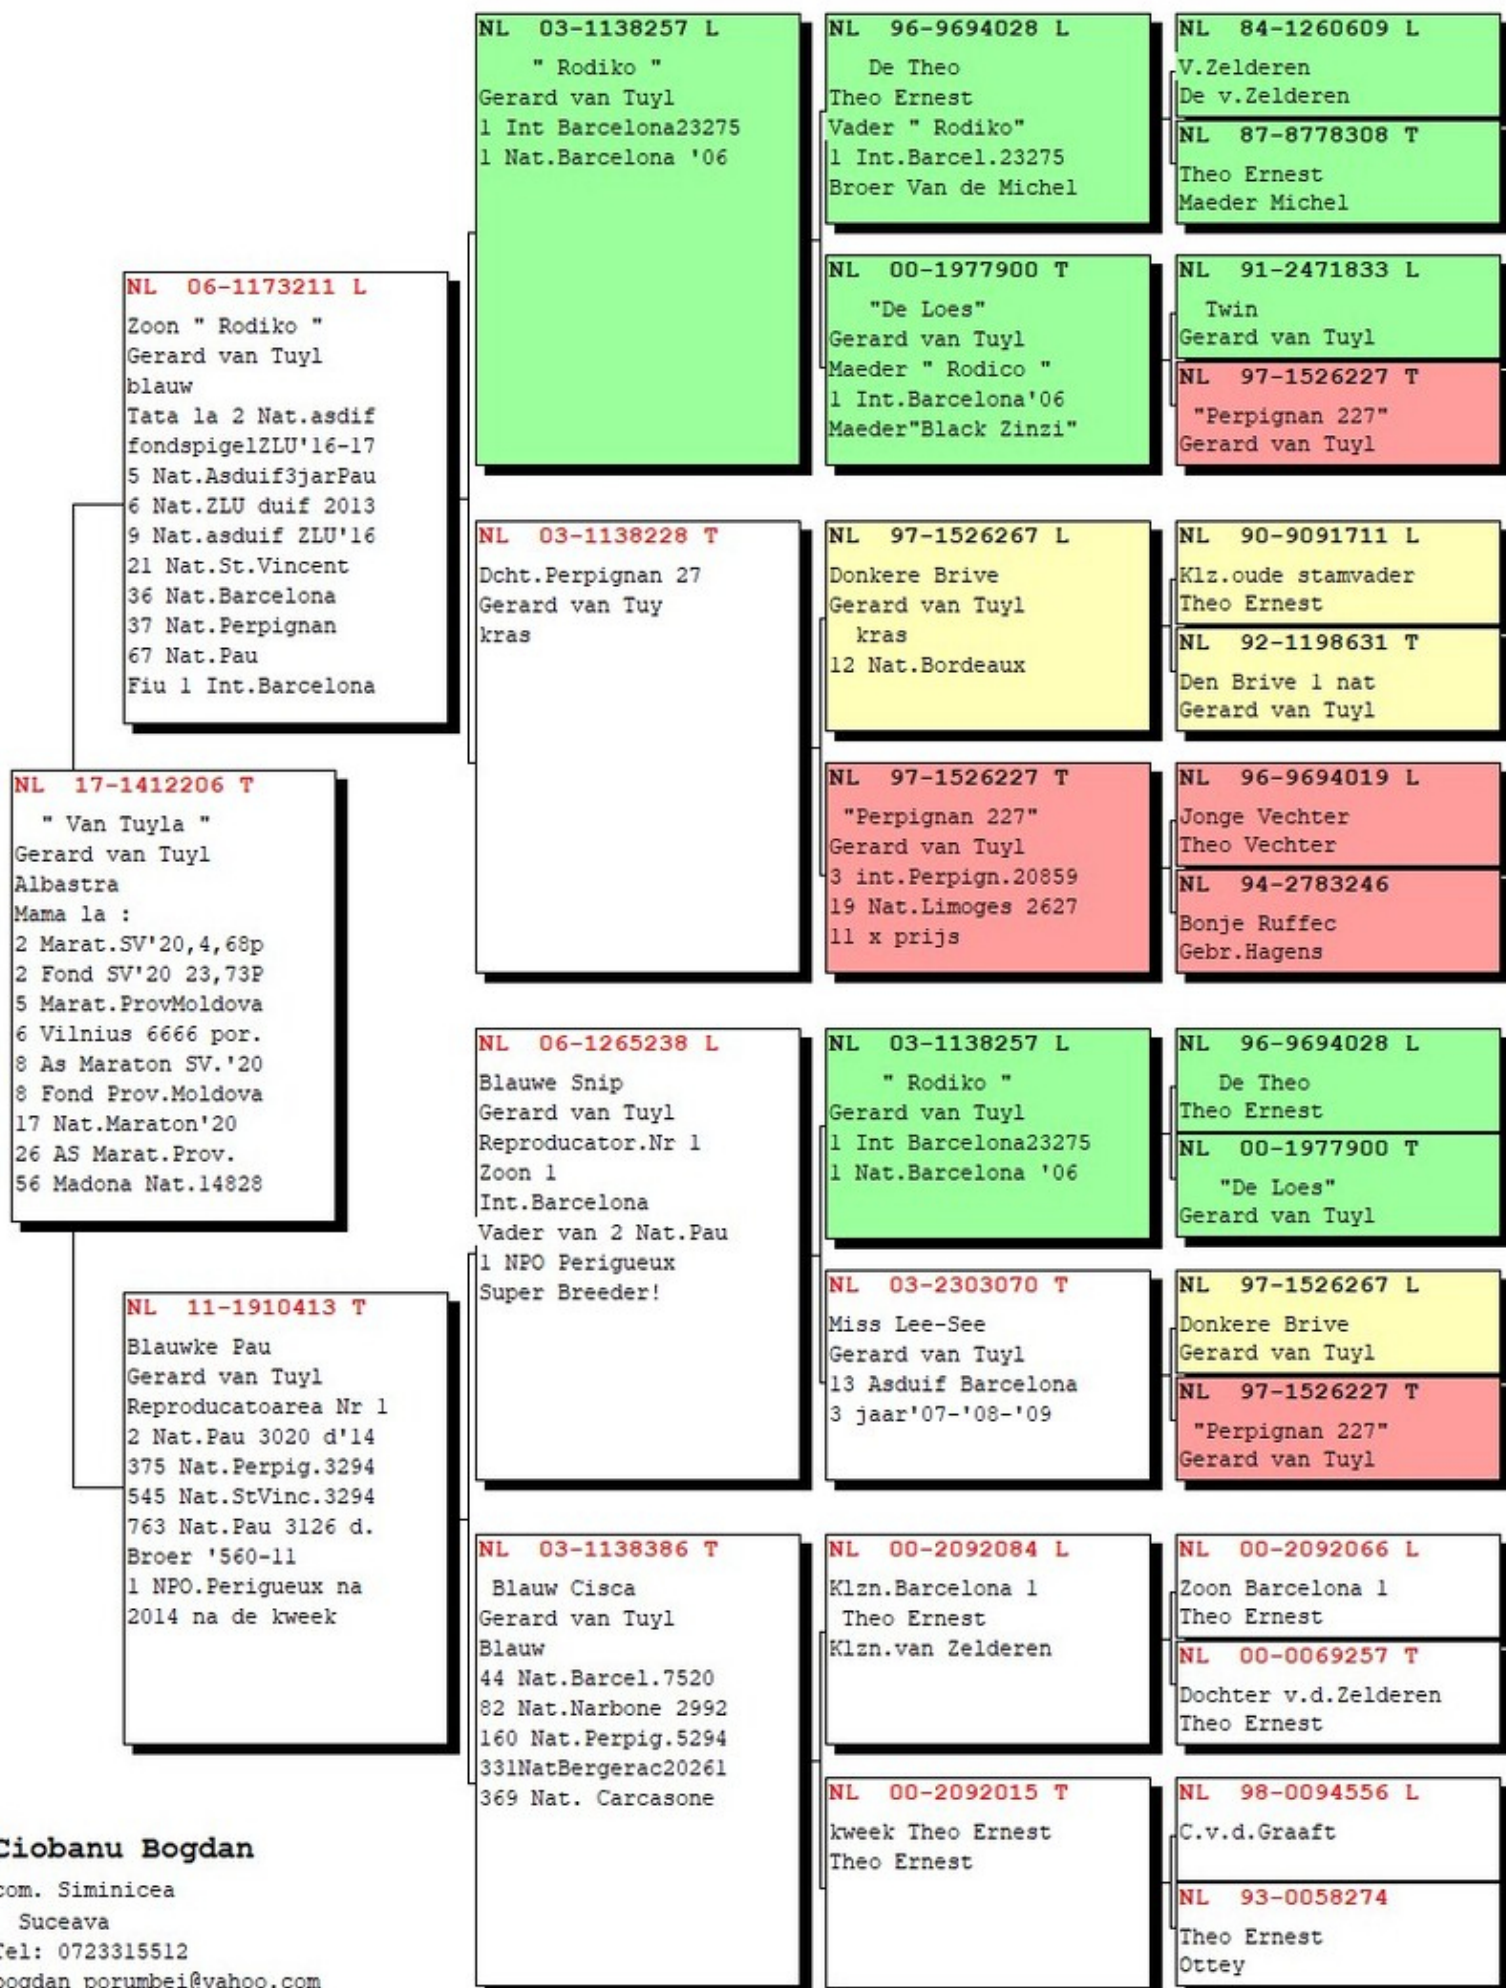 NL 03-1138257 L
" Rodiko "
Gerard van Tuyl
1 Int Barcelona23275
1 Nat.Barcelona '06
NL 96-9694028 L
De Theo
Theo Ernest
Vader " Rodiko"
1 Int.Barcel.23275
Broer Van de Michel
NL 84-1260609 L
V.Zelderen
De v.Zelderen
NL 87-8778308 T
Theo Ernest
Maeder Michel
NL 00-1977900 T
"De Loes"
Gerard van Tuyl
Maeder " Rodico "
1 Int.Barcelona'06
Maeder"Black Zinzi"
NL 91-2471833 L
Twin
Gerard van Tuyl
NL 97-1526227 T
"Perpignan 227"
Gerard van Tuyl
NL 06-1173211 L
Zoon " Rodiko "
Gerard van Tuyl
blauw
Tata la 2 Nat.asdif
fondspigelZLU'16-17
5 Nat.Asduif3jarPau
6 Nat.ZLU duif 2013
9 Nat.asduif ZLU'16
21 Nat.St.Vincent
36 Nat.Barcelona
37 Nat.Perpignan
67 Nat.Pau
Fiu 1 Int.Barcelona
NL 03-1138228 T
Dcht.Perpignan 27
Gerard van Tuy
kras
NL 97-1526267 L
Donkere Brive
Gerard van Tuyl
kras
12 Nat.Bordeaux
NL 90-9091711 L
Klz.oude stamvader
Theo Ernest
NL 92-1198631 T
Den Brive 1 nat
Gerard van Tuyl
NL 97-1526227 T
"Perpignan 227"
Gerard van Tuyl
3 int.Perpign.20859
19 Nat.Limoges 2627
11 x prijs
NL 96-9694019 L
Jonge Vechter
Theo Vechter
NL 94-2783246
Bonje Ruffec
Gebr.Hagens
NL 17-1412206 T
" Van Tuyla "
Gerard van Tuyl
Albastra
Mama la :
2 Marat.SV'20,4,68p
2 Fond SV'20 23,73P
5 Marat.ProvMoldova
6 Vilnius 6666 por.
8 As Maraton SV.'20
8 Fond Prov.Moldova
17 Nat.Maraton'20
26 AS Marat.Prov.
56 Madona Nat.14828
NL 06-1265238 L
Blauwe Snip
Gerard van Tuyl
Reproducator.Nr 1
Zoon 1
Int.Barcelona
Vader van 2 Nat.Pau
1 NPO Perigueux
Super Breeder!
NL 03-1138257 L
" Rodiko "
Gerard van Tuyl
1 Int Barcelona23275
1 Nat.Barcelona '06
NL 96-9694028 L
De Theo
Theo Ernest
NL 00-1977900 T
"De Loes"
Gerard van Tuyl
NL 03-2303070 T
Miss Lee-See
Gerard van Tuyl
13 Asduif Barcelona
3 jaar'07-'08-'09
NL 97-1526267 L
Donkere Brive
Gerard van Tuyl
NL 97-1526227 T
"Perpignan 227"
Gerard van Tuyl
NL 11-1910413 T
Blauwke Pau
Gerard van Tuyl
Reproducatoarea Nr 1
2 Nat.Pau 3020 d'14
375 Nat.Perpig.3294
545 Nat.StVinc.3294
763 Nat.Pau 3126 d.
Broer '560-11
1 NPO.Perigueux na
2014 na de kweek
NL 03-1138386 T
Blauw Cisca
Gerard van Tuyl
Blauw
44 Nat.Barcel.7520
82 Nat.Narbone 2992
160 Nat.Perpig.5294
331NatBergerac20261
369 Nat. Carcasone
NL 00-2092084 L
Klzn.Barcelona 1
Theo Ernest
Klzn.van Zelderen
NL 00-2092066 L
Zoon Barcelona 1
Theo Ernest
NL 00-0069257 T
Dochter v.d.Zelderen
Theo Ernest
NL 00-2092015 T
kweek Theo Ernest
Theo Ernest
NL 98-0094556 L
C.v.d.Graaft
NL 93-0058274
Theo Ernest
Ottey
Ciobanu Bogdan
com. Siminicea
Suceava
Tel: 0723315512
bogdan_porumbei@yahoo.com